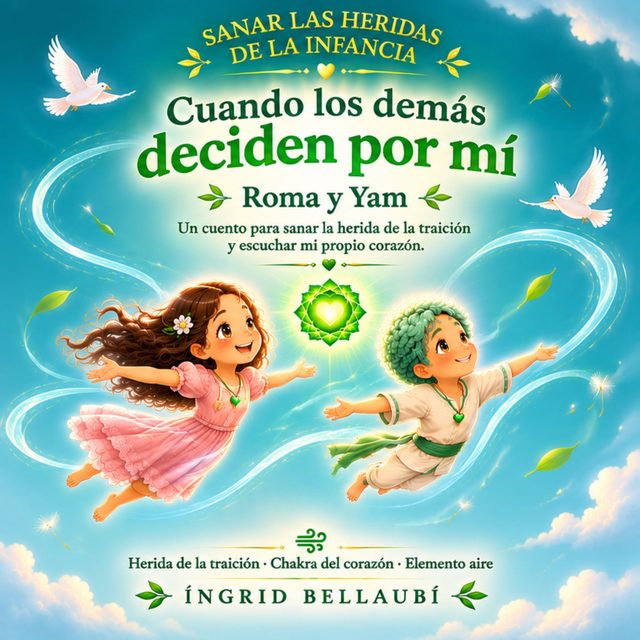 SANAR LAS HERIDAS
DE LA INFANCIA
Cuando los demás
deciden por mí
Roma y Yam
Un cuento para sanar la herida de la traición
y escuchar mi propio corazón.
Herida de la traición · Chakra del corazón · Elemento aire
ÍNGRID BELLAUBÍ